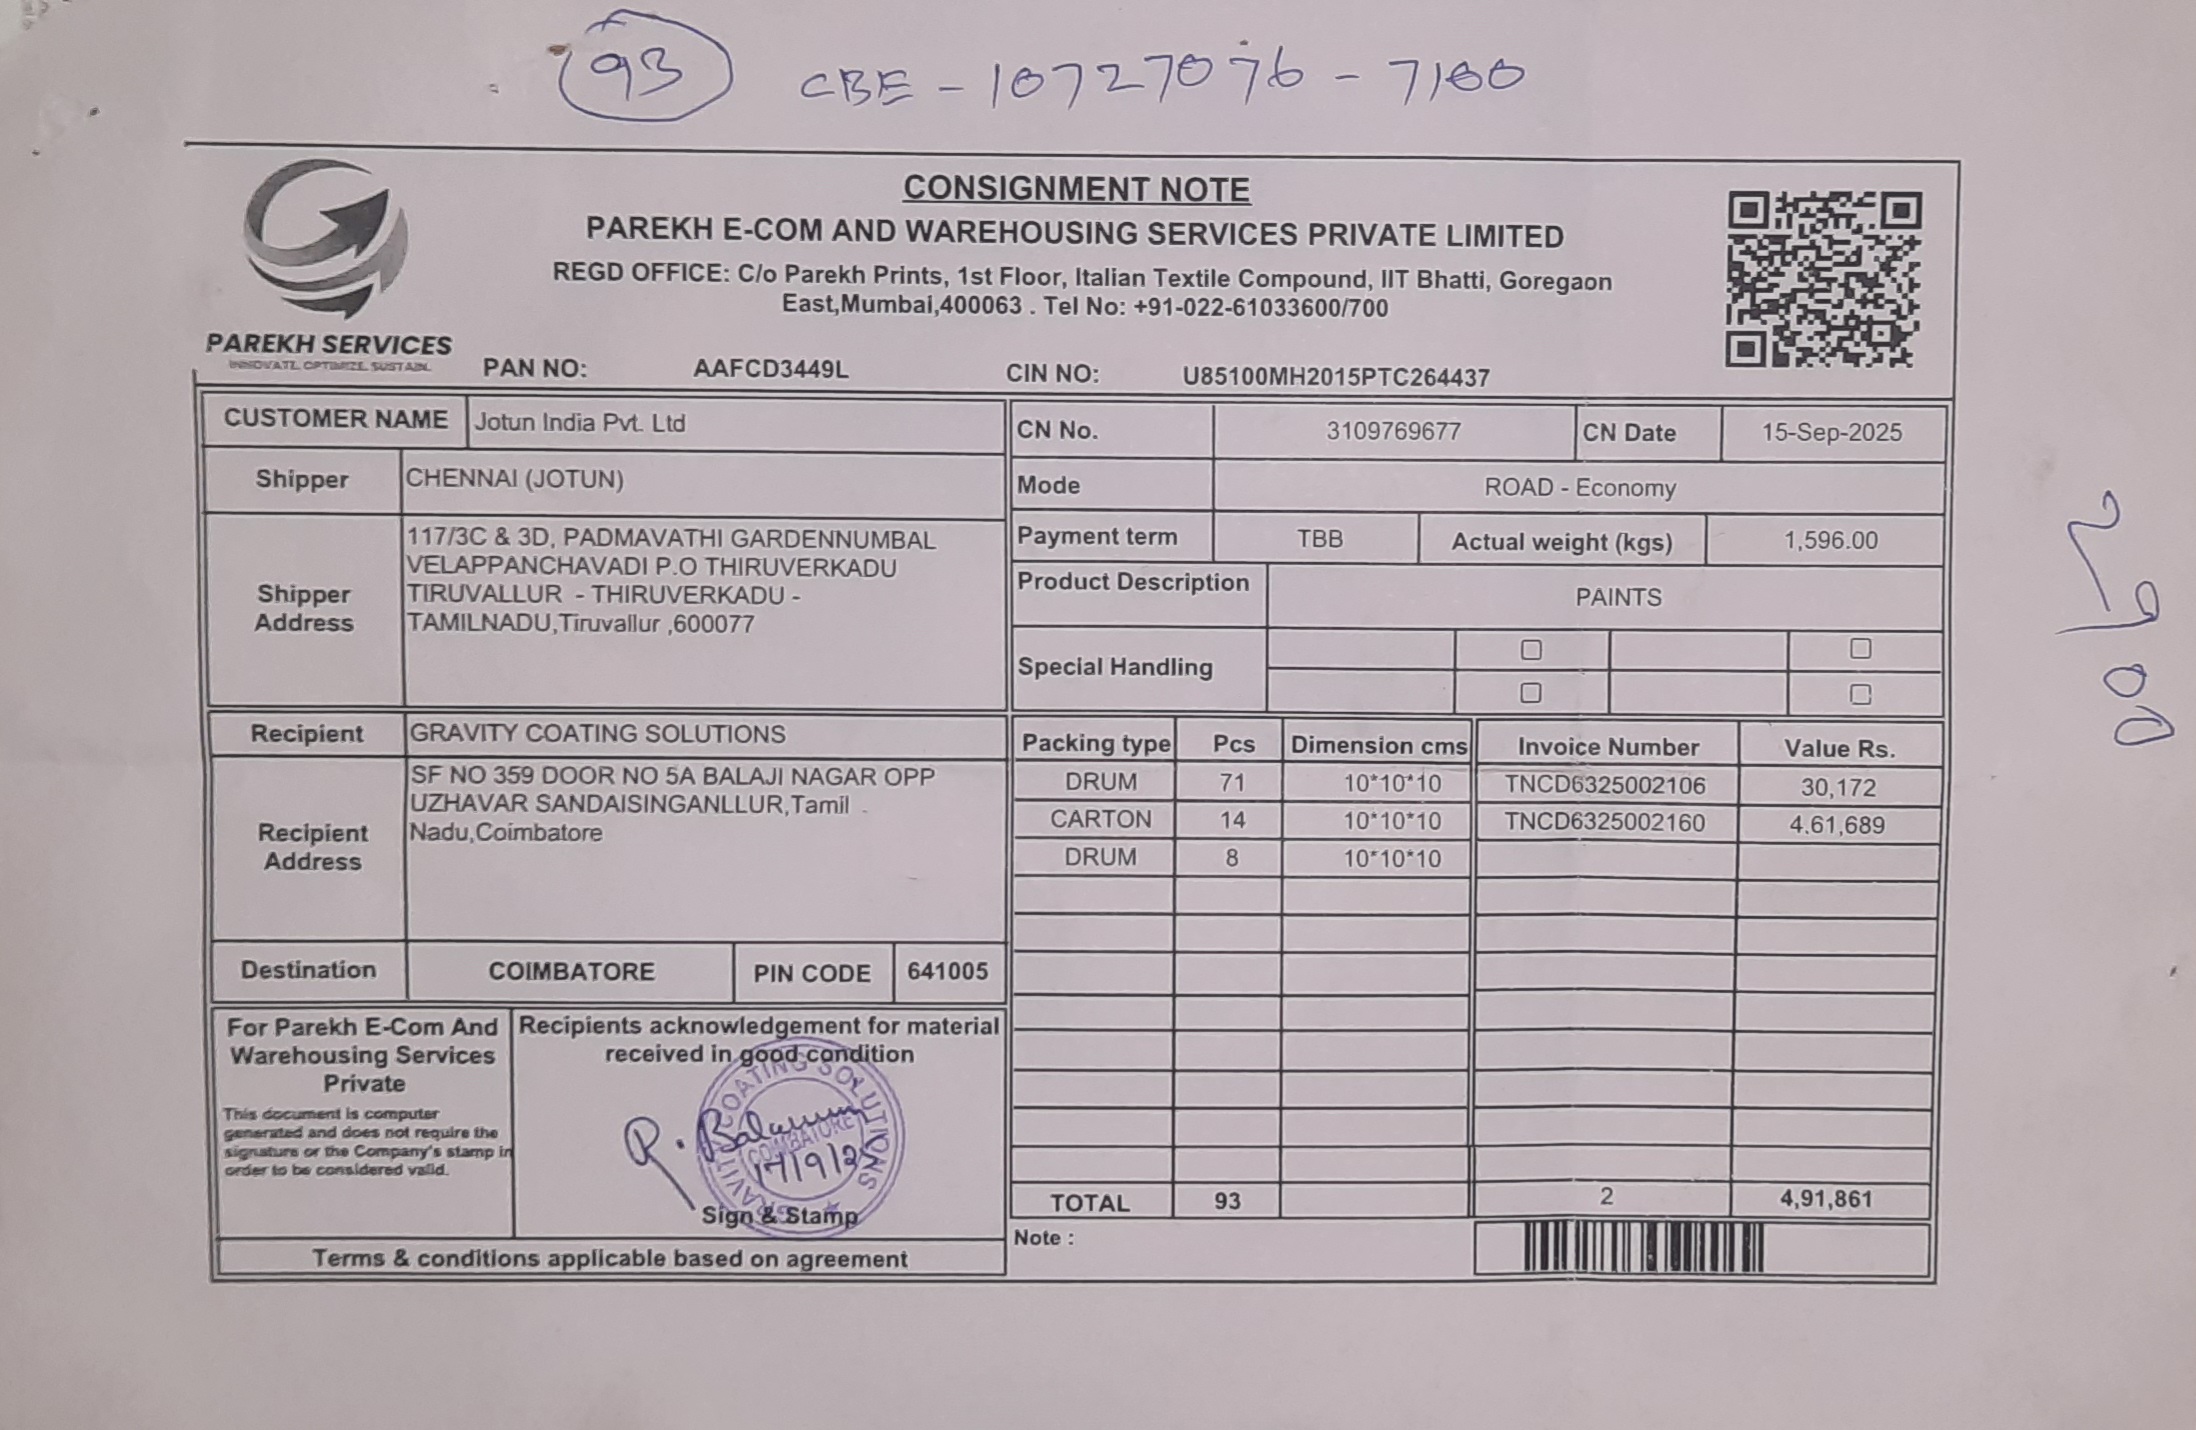 93 CBE - 10727076 - 7100
CONSIGNMENT NOTE
PAREKH E-COM AND WAREHOUSING SERVICES PRIVATE LIMITED
REGD OFFICE: C/o Parekh Prints, 1st Floor, Italian Textile Compound, IIT Bhatti, Goregaon
East,Mumbai,400063 . Tel No: +91-022-61033600/700
PAREKH SERVICES
INNOVATE. OPTIMIZE. SUSTAIN.
PAN NO: AAFCD3449L CIN NO: U85100MH2015PTC264437
CUSTOMER NAME Jotun India Pvt. Ltd
Shipper CHENNAI (JOTUN)
Shipper Address
117/3C & 3D, PADMAVATHI GARDENNUMBAL
VELAPPANCHAVADI P.O THIRUVERKADU
TIRUVALLUR - THIRUVERKADU -
TAMILNADU,Tiruvallur ,600077
Recipient GRAVITY COATING SOLUTIONS
Recipient Address
SF NO 359 DOOR NO 5A BALAJI NAGAR OPP
UZHAVAR SANDAISINGANLLUR,Tamil
Nadu,Coimbatore
Destination COIMBATORE PIN CODE 641005
For Parekh E-Com And
Warehousing Services
Private
This document is computer
generated and does not require the
signature or the Company's stamp in
order to be considered valid.
Recipients acknowledgement for material
received in good condition
GRAVITY COATING SOLUTIONS
COIMBATORE
17/9/25
Sign & Stamp
Terms & conditions applicable based on agreement
CN No. 3109769677 CN Date 15-Sep-2025
Mode ROAD - Economy
Payment term TBB Actual weight (kgs) 1,596.00
Product Description PAINTS
Special Handling
Packing type Pcs Dimension cms Invoice Number Value Rs.
DRUM 71 10*10*10 TNCD6325002106 30,172
CARTON 14 10*10*10 TNCD6325002160 4,61,689
DRUM 8 10*10*10
TOTAL 93 2 4,91,861
Note :